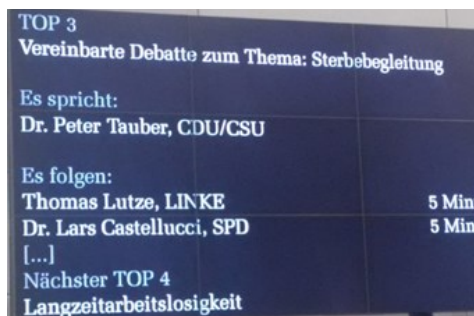 TOP 3
Vereinbarte Debatte zum Thema: Sterbebegleitung
Es spricht:
Dr. Peter Tauber, CDU/CSU
Es folgen:
Thomas Lutze, LINKE 5 Min
Dr. Lars Castellucci, SPD 5 Min
[...]
Nächster TOP 4
Langzeitarbeitslosigkeit